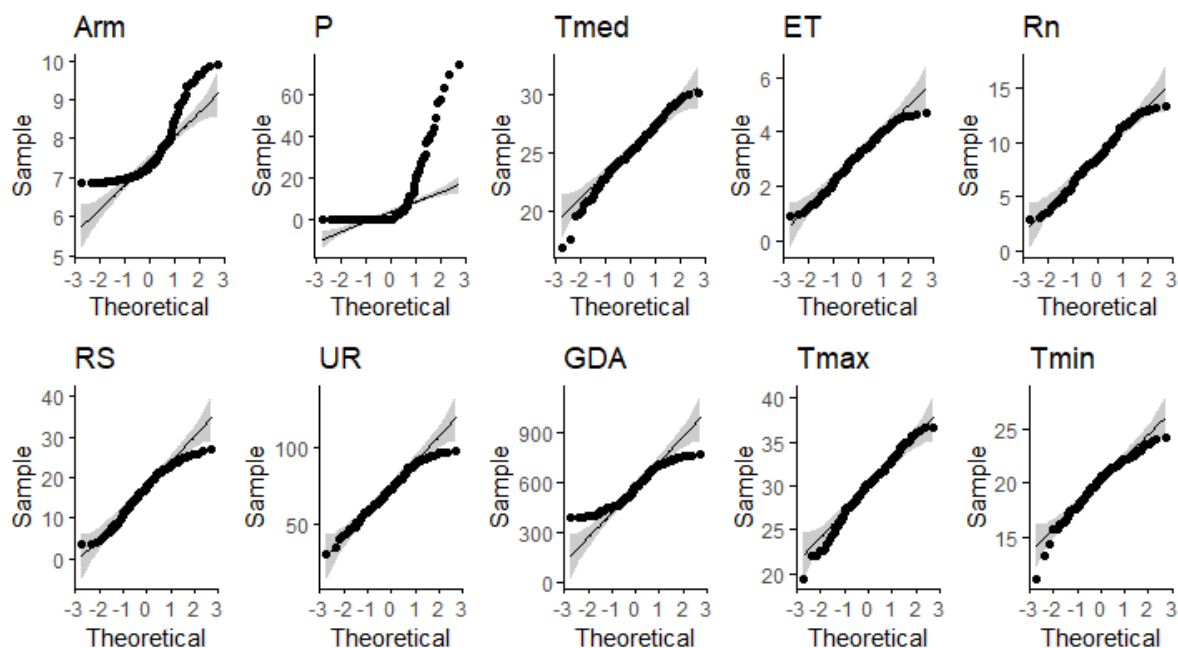 Arm P Tmed ET Rn
10 9 8 7 6 5
60 40 20 0
30 20
6 4 2 0
15 10 5 0
Sample Sample Sample Sample Sample
-3 -2 -1 0 1 2 3 -3 -2 -1 0 1 2 3 -3 -2 -1 0 1 2 3 -3 -2 -1 0 1 2 3 -3 -2 -1 0 1 2 3
Theoretical Theoretical Theoretical Theoretical Theoretical
RS UR GDA Tmax Tmin
40 30 20 10 0
100 50
900 600 300 0
40 35 30 25 20
25 20 15
Sample Sample Sample Sample Sample
-3 -2 -1 0 1 2 3 -3 -2 -1 0 1 2 3 -3 -2 -1 0 1 2 3 -3 -2 -1 0 1 2 3 -3 -2 -1 0 1 2 3
Theoretical Theoretical Theoretical Theoretical Theoretical